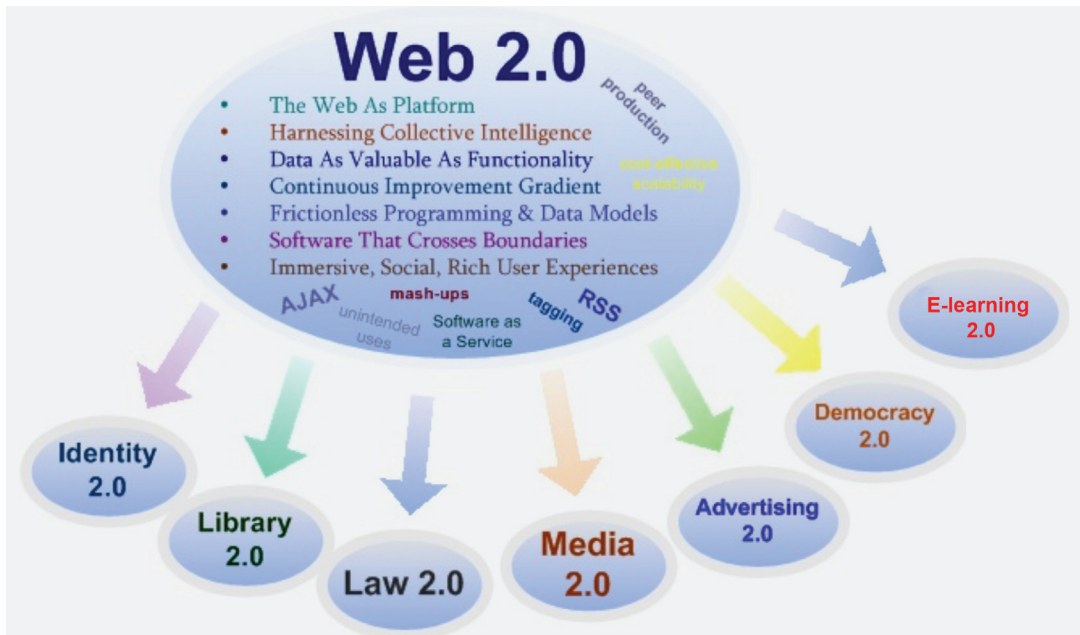 Web 2.0
peer
production
• The Web As Platform
• Harnessing Collective Intelligence
• Data As Valuable As Functionality
cost-effective
scalability
• Continuous Improvement Gradient
• Frictionless Programming & Data Models
• Software That Crosses Boundaries
• Immersive, Social, Rich User Experiences
AJAX
mash-ups
unintended
uses
Software as
a Service
tagging
RSS
E-learning
2.0
Democracy
2.0
Identity
2.0
Library
2.0
Law 2.0
Media
2.0
Advertising
2.0